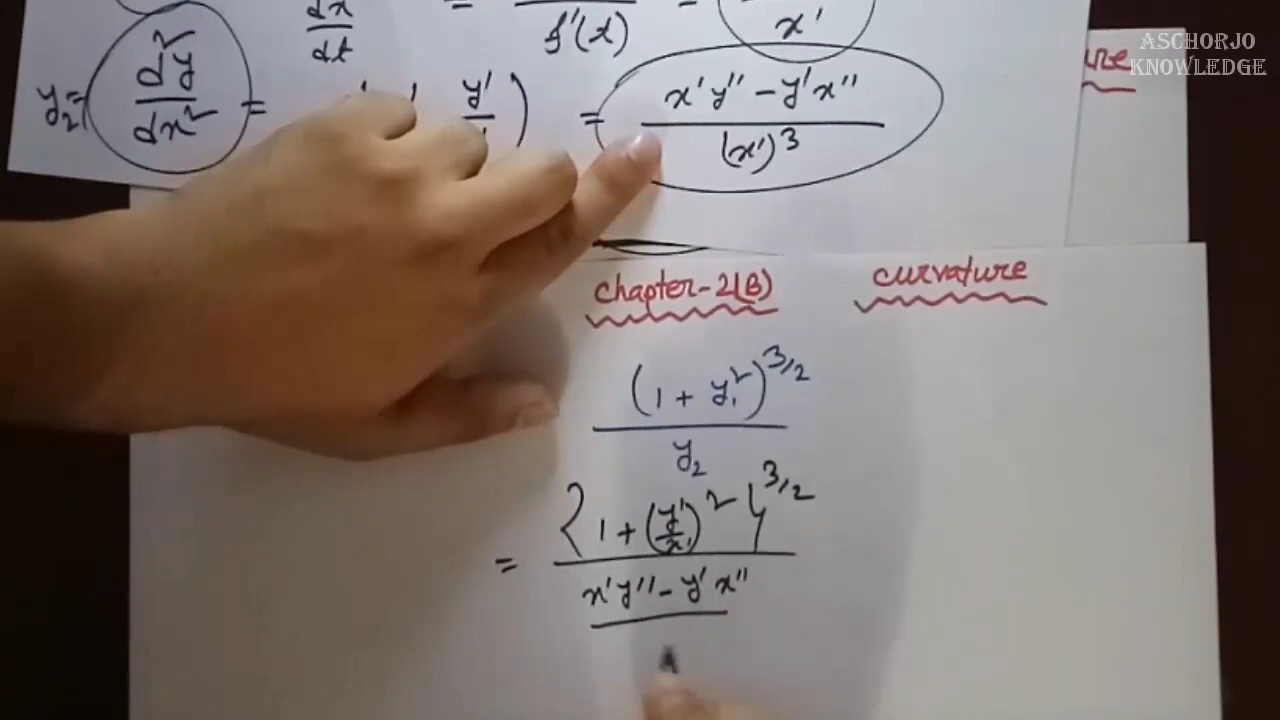 dx/dt = f'(t) = x'
y₂ = d²y/dx² = y' ) = x'y'' - y'x''/(x')³
ure
ASCHORJO
KNOWLEDGE
chapter-2(B) curvature
(1 + y₁²)^3/2
y₂
= {1 + (y'/x')²}^3/2
x'y'' - y'x''